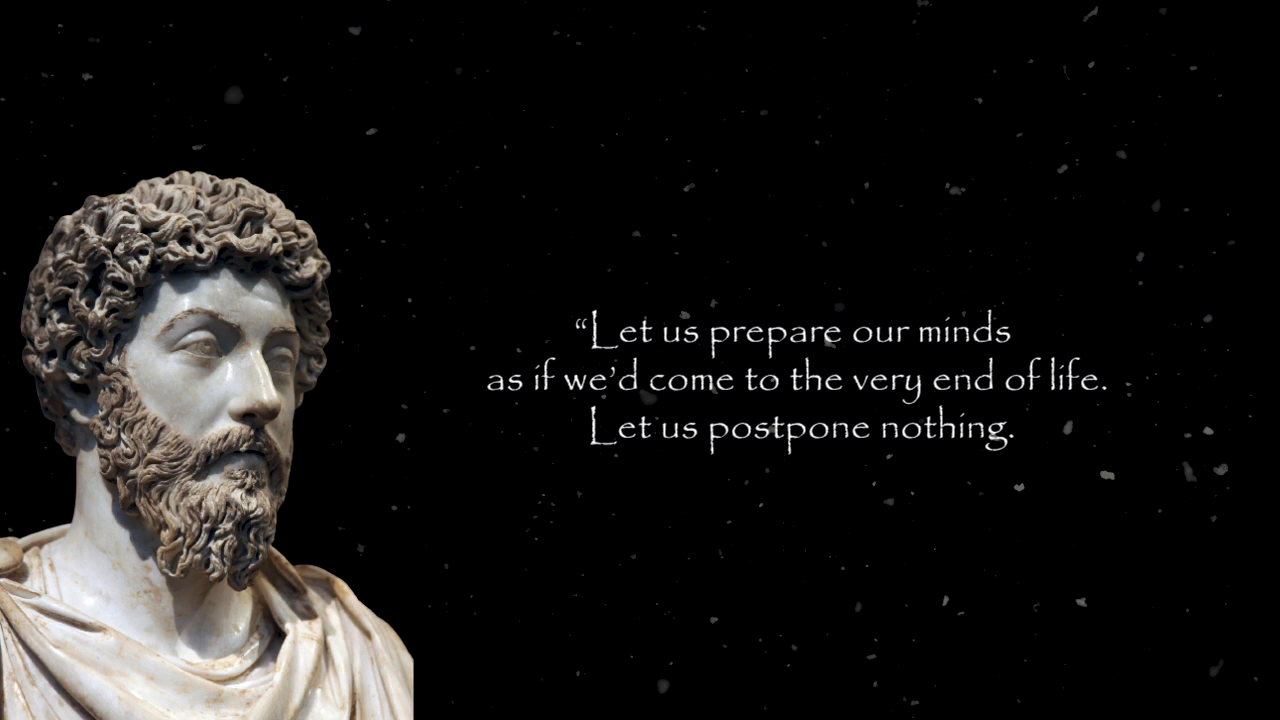 “Let us prepare our minds
as if we’d come to the very end of life.
Let us postpone nothing.